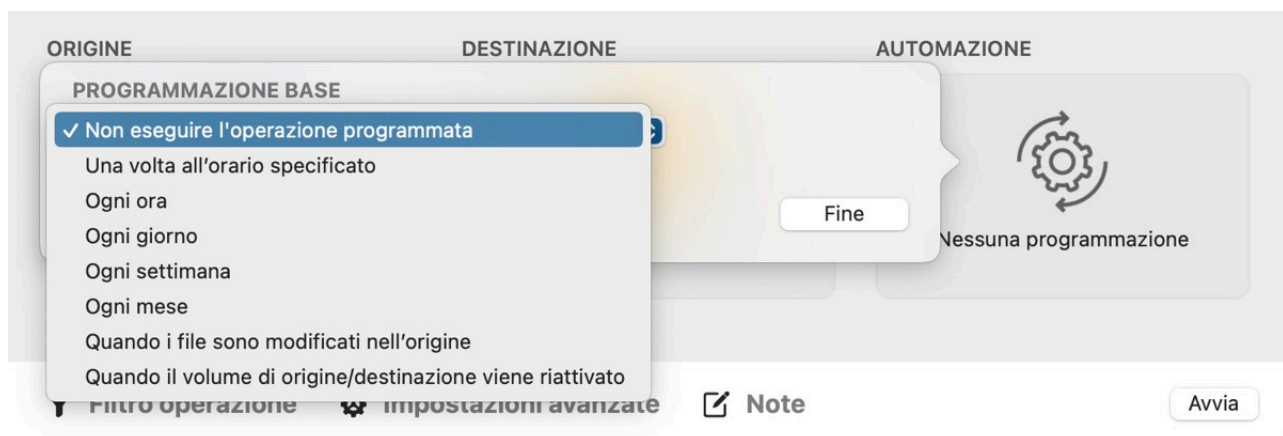 ORIGINE
DESTINAZIONE
AUTOMAZIONE
PROGRAMMAZIONE BASE
✓ Non eseguire l'operazione programmata
Una volta all’orario specificato
Ogni ora
Ogni giorno
Ogni settimana
Ogni mese
Quando i file sono modificati nell’origine
Quando il volume di origine/destinazione viene riattivato
Fine
Nessuna programmazione
Filtro operazione
Impostazioni avanzate
Note
Avvia